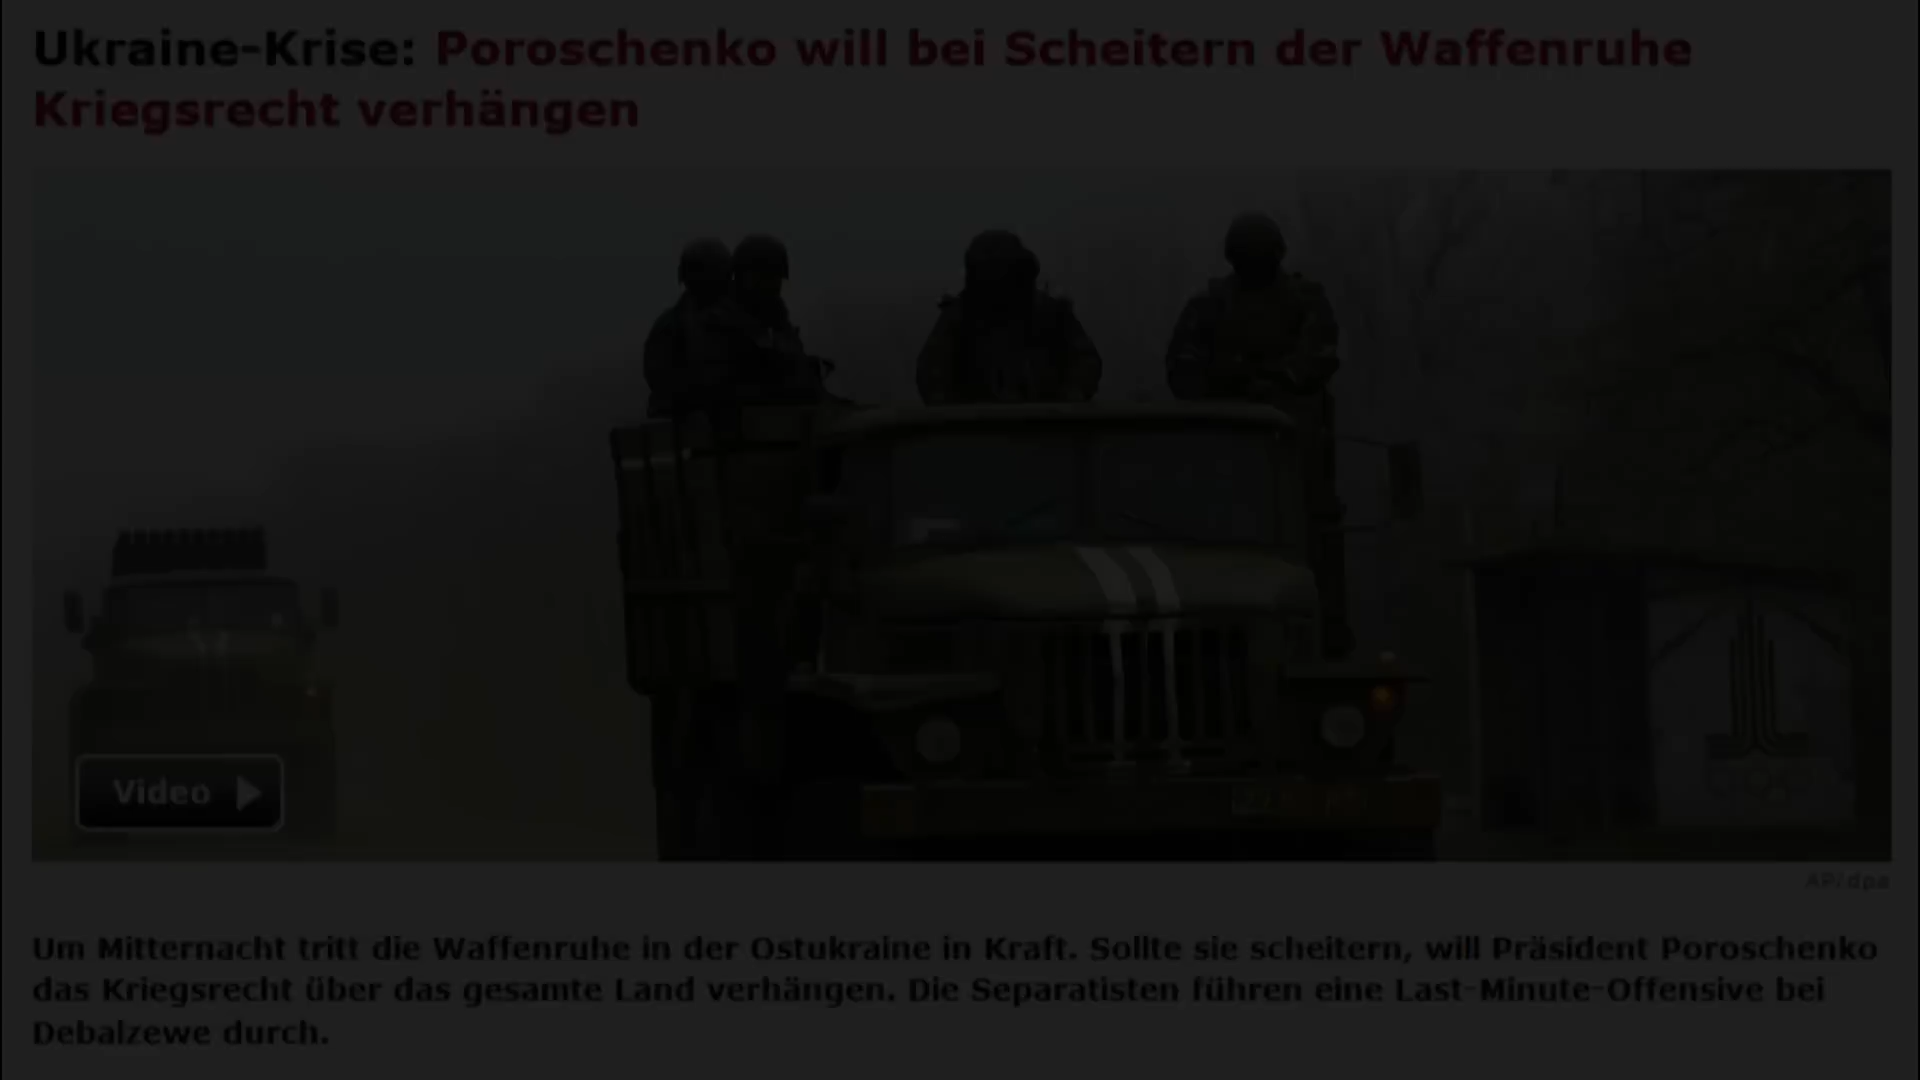 Ukraine-Krise: Poroschenko will bei Scheitern der Waffenruhe
Kriegsrecht verhängen
Video
AP/dpa
Um Mitternacht tritt die Waffenruhe in der Ostukraine in Kraft. Sollte sie scheitern, will Präsident Poroschenko
das Kriegsrecht über das gesamte Land verhängen. Die Separatisten führen eine Last-Minute-Offensive bei
Debalzewe durch.